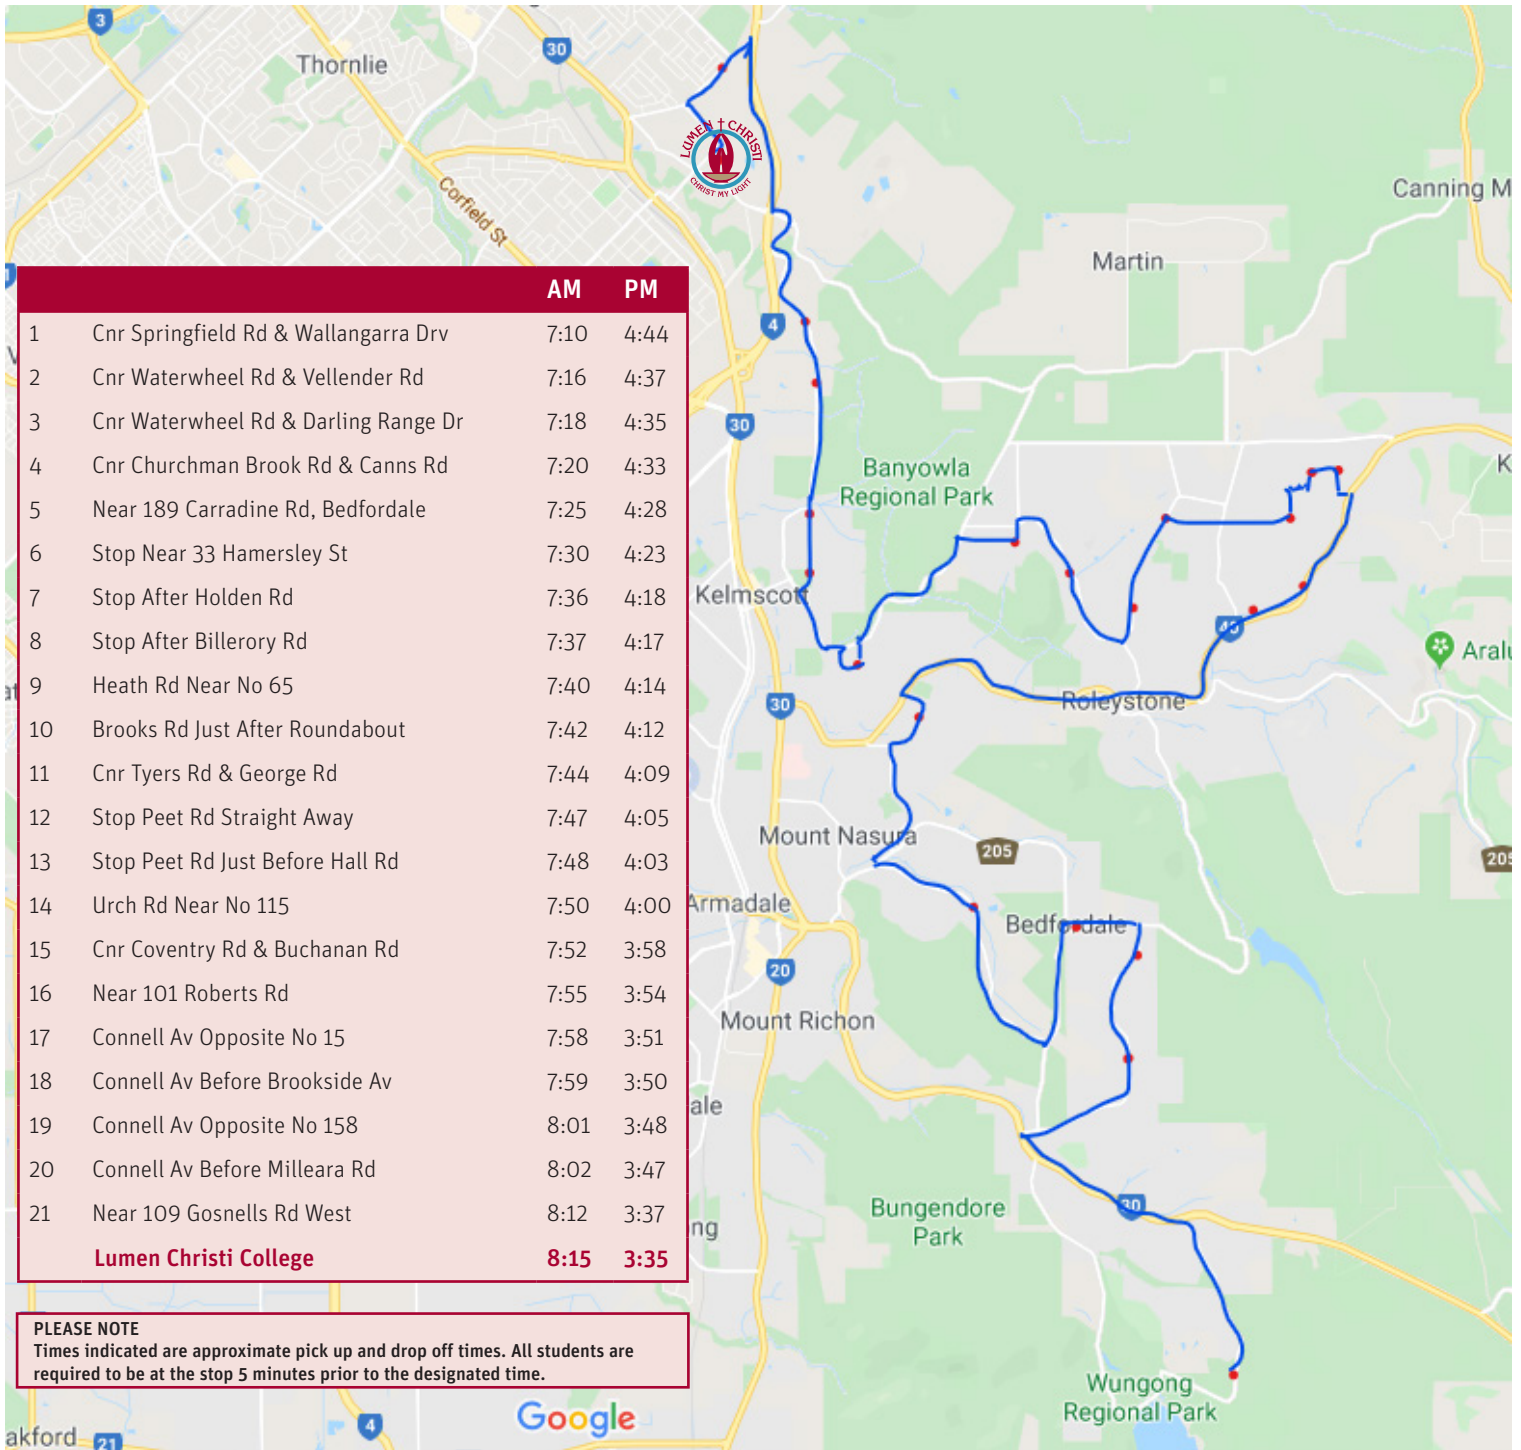 3
Thornlie
30
LUMEN CHRISTI
CHRIST MY LIGHT
Corfield St
Canning M
Martin
4
30
Banyowla
Regional Park
K
Kelmscott
40
Aralu
30
Roleystone
Mount Nasura
205
205
Armadale
Bedfordale
20
Mount Richon
ale
Bungendore
Park
30
ng
Wungong
Regional Park
akford
21
4
Google
AM PM
1 Cnr Springfield Rd & Wallangarra Drv 7:10 4:44
2 Cnr Waterwheel Rd & Vellender Rd 7:16 4:37
3 Cnr Waterwheel Rd & Darling Range Dr 7:18 4:35
4 Cnr Churchman Brook Rd & Canns Rd 7:20 4:33
5 Near 189 Carradine Rd, Bedfordale 7:25 4:28
6 Stop Near 33 Hamersley St 7:30 4:23
7 Stop After Holden Rd 7:36 4:18
8 Stop After Billerory Rd 7:37 4:17
9 Heath Rd Near No 65 7:40 4:14
10 Brooks Rd Just After Roundabout 7:42 4:12
11 Cnr Tyers Rd & George Rd 7:44 4:09
12 Stop Peet Rd Straight Away 7:47 4:05
13 Stop Peet Rd Just Before Hall Rd 7:48 4:03
14 Urch Rd Near No 115 7:50 4:00
15 Cnr Coventry Rd & Buchanan Rd 7:52 3:58
16 Near 101 Roberts Rd 7:55 3:54
17 Connell Av Opposite No 15 7:58 3:51
18 Connell Av Before Brookside Av 7:59 3:50
19 Connell Av Opposite No 158 8:01 3:48
20 Connell Av Before Milleara Rd 8:02 3:47
21 Near 109 Gosnells Rd West 8:12 3:37
Lumen Christi College 8:15 3:35
PLEASE NOTE
Times indicated are approximate pick up and drop off times. All students are
required to be at the stop 5 minutes prior to the designated time.